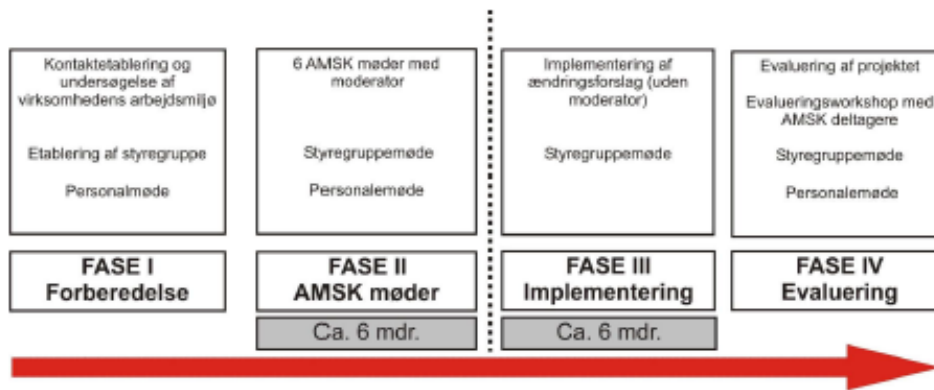 Kontaktetablering og
undersøgelse af
virksomhedens arbejdsmiljø
Etablering af styregruppe
Personalmøde
6 AMSK møder med
moderator
Styregruppemøde
Personalemøde
Implementering af
ændringsforslag (uden
moderator)
Styregruppemøde
Evaluering af projektet
Evalueringsworkshop med
AMSK deltagere
Styregruppemøde
Personalemøde
FASE I
Forberedelse
FASE II
AMSK møder
FASE III
Implementering
FASE IV
Evaluering
Ca. 6 mdr.
Ca. 6 mdr.